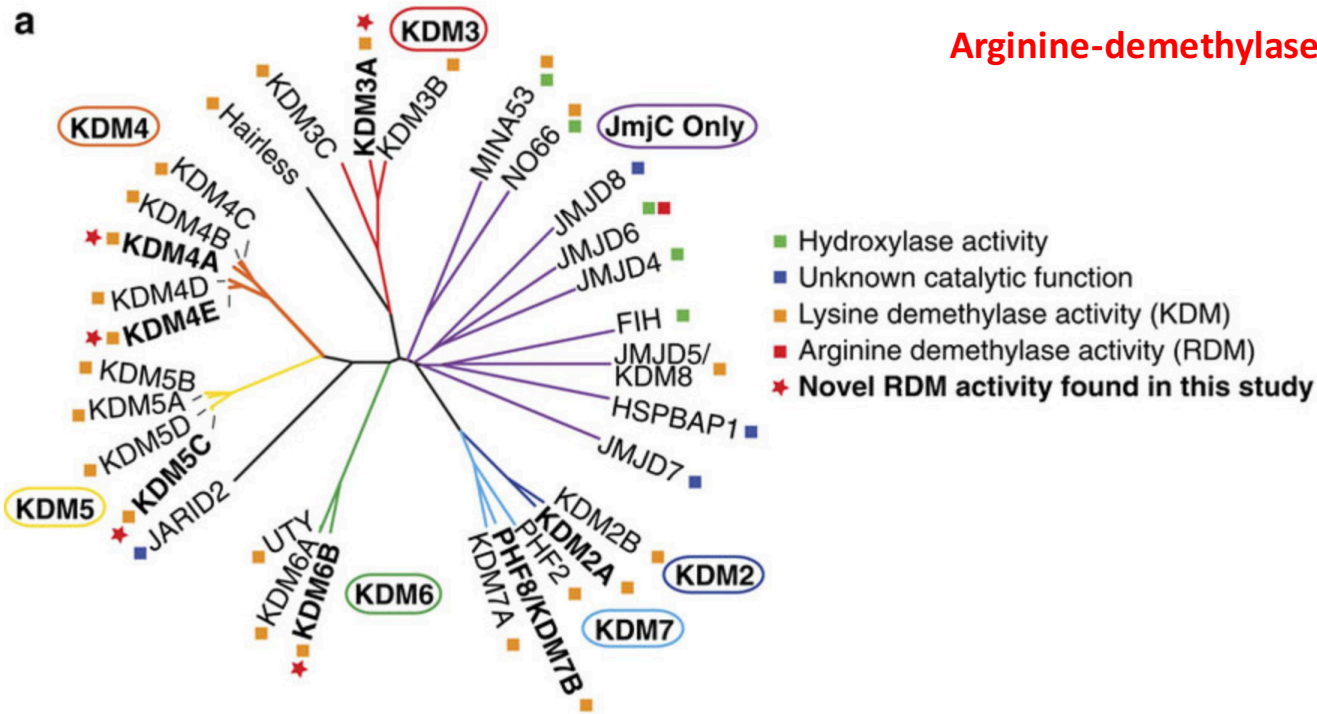 a
Arginine-demethylase
KDM3
KDM3A
KDM3B
KDM3C
Hairless
KDM4
KDM4C
KDM4B
KDM4A
KDM4D
KDM4E
KDM5B
KDM5A
KDM5D
KDM5C
KDM5
JARID2
UTY
KDM6A
KDM6B
KDM6
KDM7A
PHF8/KDM7B
PHF2
KDM7
KDM2A
KDM2B
KDM2
MINA53
NO66
JmjC Only
JMJD8
JMJD6
JMJD4
FIH
JMJD5/
KDM8
HSPBAP1
JMJD7
Hydroxylase activity
Unknown catalytic function
Lysine demethylase activity (KDM)
Arginine demethylase activity (RDM)
Novel RDM activity found in this study